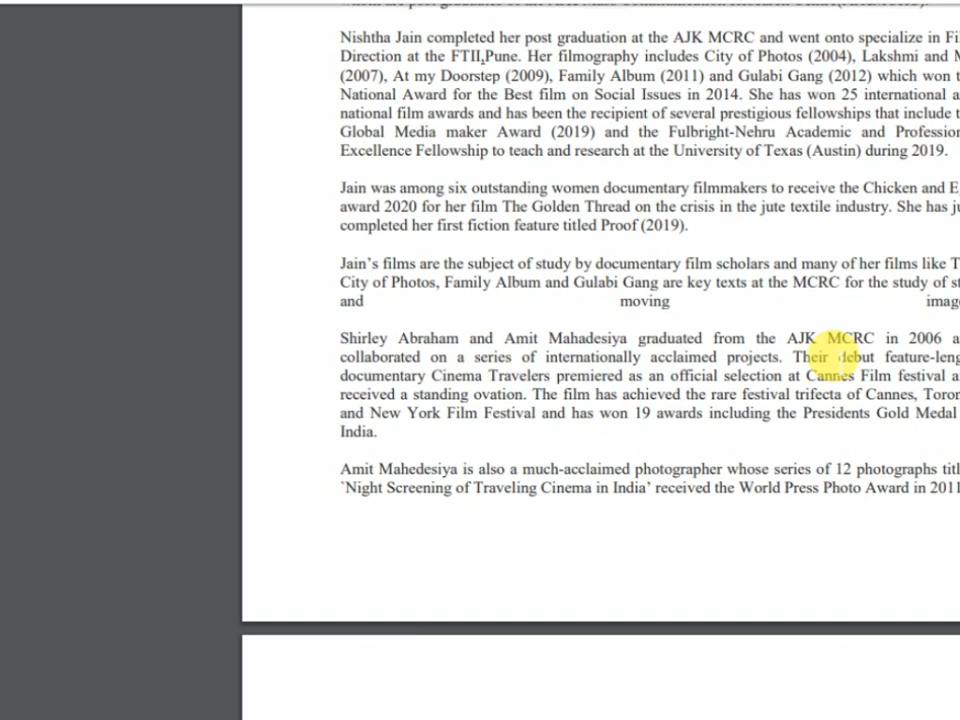 Nishtha Jain completed her post graduation at the AJK MCRC and went onto specialize in
Direction at the FTII,Pune. Her filmography includes City of Photos (2004), Lakshmi and
(2007), At my Doorstep (2009), Family Album (2011) and Gulabi Gang (2012) which won
National Award for the Best film on Social Issues in 2014. She has won 25 international
national film awards and has been the recipient of several prestigious fellowships that include
Global Media maker Award (2019) and the Fulbright-Nehru Academic and Profession
Excellence Fellowship to teach and research at the University of Texas (Austin) during 2019.
Jain was among six outstanding women documentary filmmakers to receive the Chicken and
award 2020 for her film The Golden Thread on the crisis in the jute textile industry. She has
completed her first fiction feature titled Proof (2019).
Jain's films are the subject of study by documentary film scholars and many of her films like
City of Photos, Family Album and Gulabi Gang are key texts at the MCRC for the study of
and moving imag
Shirley Abraham and Amit Mahadesiya graduated from the AJK MCRC in 2006
collaborated on a series of internationally acclaimed projects. Their debut feature-leng
documentary Cinema Travelers premiered as an official selection at Cannes Film festival
received a standing ovation. The film has achieved the rare festival trifecta of Cannes, Toron
and New York Film Festival and has won 19 awards including the Presidents Gold Medal
India.
Amit Mahedesiya is also a much-acclaimed photographer whose series of 12 photographs titl
`Night Screening of Traveling Cinema in India' received the World Press Photo Award in 2011